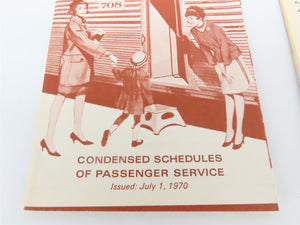 708
CONDENSED SCHEDULES
OF PASSENGER SERVICE
Issued: July 1, 1970